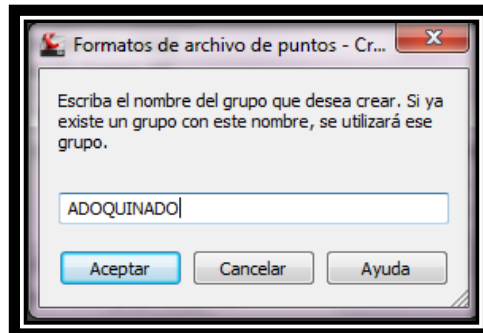 Formatos de archivo de puntos - Cr...
Escriba el nombre del grupo que desea crear. Si ya
existe un grupo con este nombre, se utilizará ese
grupo.
ADOQUINADO
Aceptar
Cancelar
Ayuda